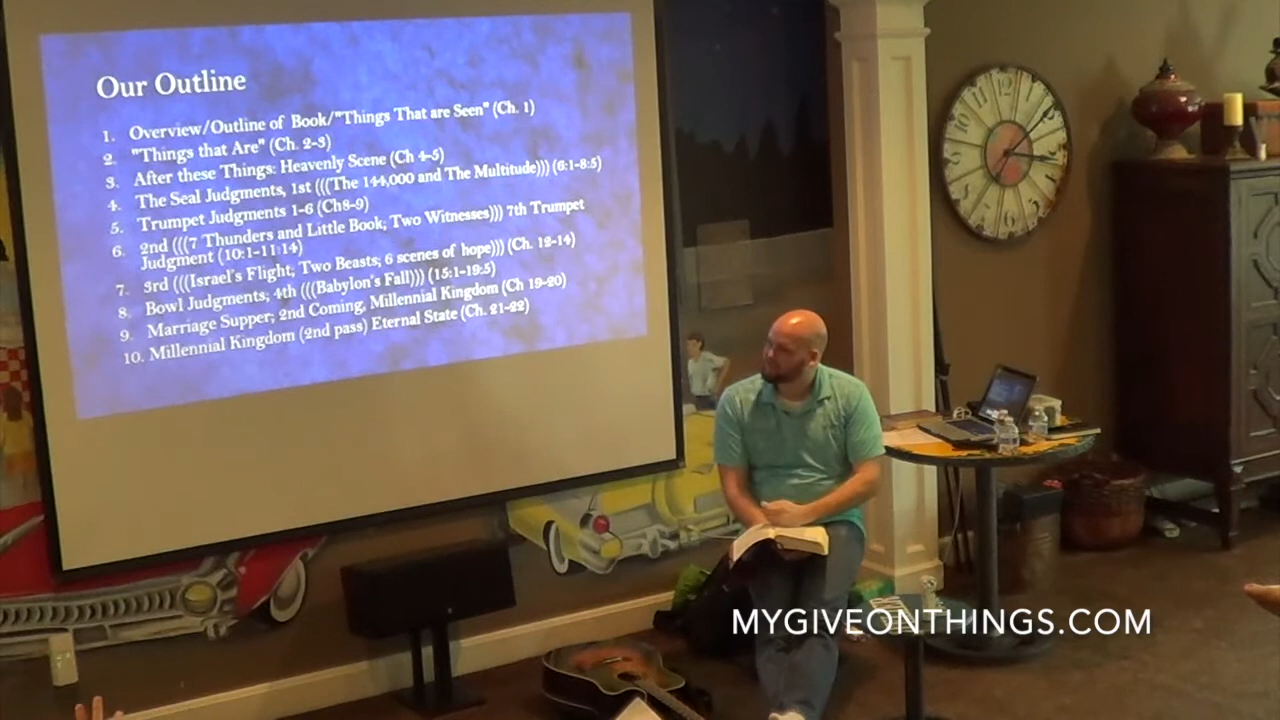 Our Outline
1. Overview/Outline of Book/"Things That are Seen" (Ch. 1)
2. "Things that Are" (Ch. 2-3)
3. After these Things: Heavenly Scene (Ch 4-5)
4. The Seal Judgments, 1st (((The 144,000 and The Multitude))) (6:1-8:5)
5. Trumpet Judgments 1-6 (Ch8-9)
6. 2nd (((7 Thunders and Little Book; Two Witnesses))) 7th Trumpet
Judgment (10:1-11:14)
7. 3rd (((Israel's Flight; Two Beasts; 6 scenes of hope))) (Ch. 12-14)
8. Bowl Judgments; 4th (((Babylon's Fall))) (15:1-19:5)
9. Marriage Supper; 2nd Coming, Millennial Kingdom (Ch 19-20)
10. Millennial Kingdom (2nd pass) Eternal State (Ch. 21-22)
MYGIVEONTHINGS.COM